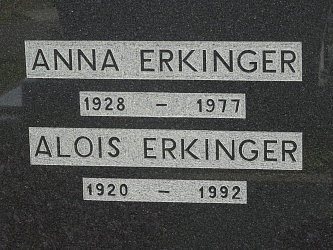 ANNA ERKINGER
1928 – 1977
ALOIS ERKINGER
1920 – 1992